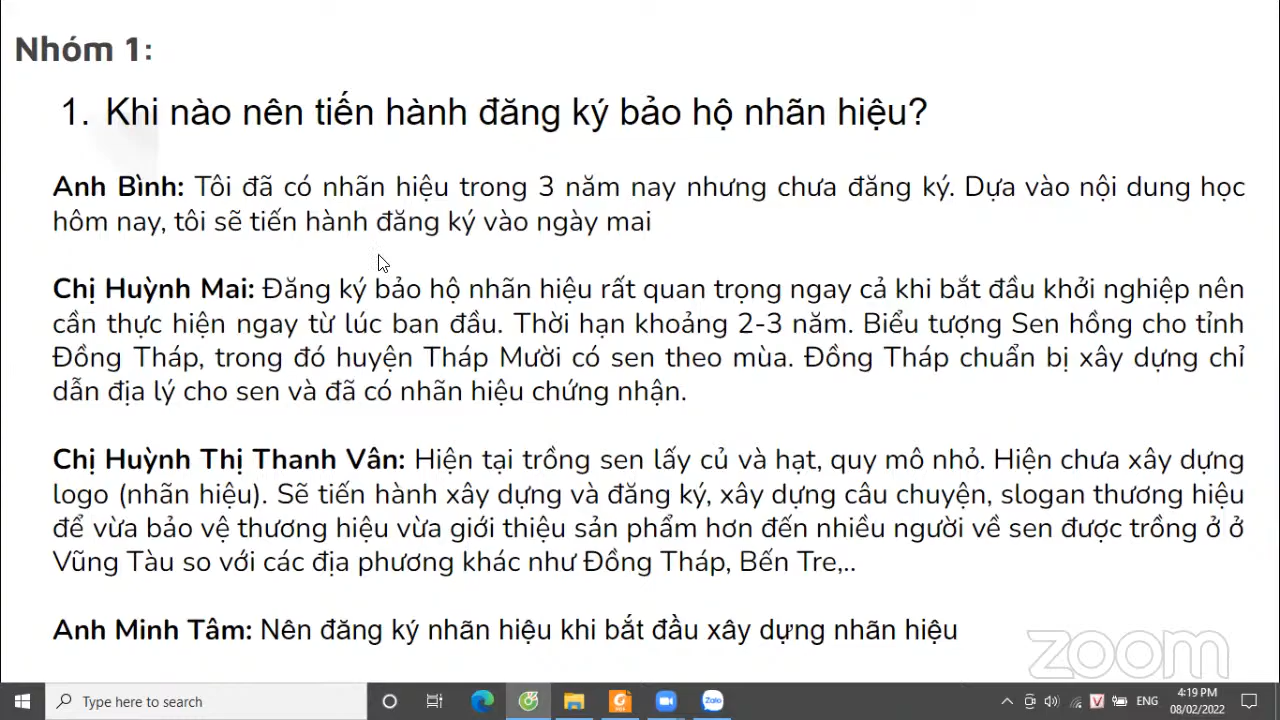 Nhóm 1:
1. Khi nào nên tiến hành đăng ký bảo hộ nhãn hiệu?
Anh Bình: Tôi đã có nhãn hiệu trong 3 năm nay nhưng chưa đăng ký. Dựa vào nội dung học
hôm nay, tôi sẽ tiến hành đăng ký vào ngày mai
Chị Huỳnh Mai: Đăng ký bảo hộ nhãn hiệu rất quan trọng ngay cả khi bắt đầu khởi nghiệp nên
cần thực hiện ngay từ lúc ban đầu. Thời hạn khoảng 2-3 năm. Biểu tượng Sen hồng cho tỉnh
Đồng Tháp, trong đó huyện Tháp Mười có sen theo mùa. Đồng Tháp chuẩn bị xây dựng chỉ
dẫn địa lý cho sen và đã có nhãn hiệu chứng nhận.
Chị Huỳnh Thị Thanh Vân: Hiện tại trồng sen lấy củ và hạt, quy mô nhỏ. Hiện chưa xây dựng
logo (nhãn hiệu). Sẽ tiến hành xây dựng và đăng ký, xây dựng câu chuyện, slogan thương hiệu
để vừa bảo vệ thương hiệu vừa giới thiệu sản phẩm hơn đến nhiều người về sen được trồng ở ở
Vũng Tàu so với các địa phương khác như Đồng Tháp, Bến Tre,..
Anh Minh Tâm: Nên đăng ký nhãn hiệu khi bắt đầu xây dựng nhãn hiệu
zoom
Type here to search
Zalo
V
ENG
4:19 PM
08/02/2022